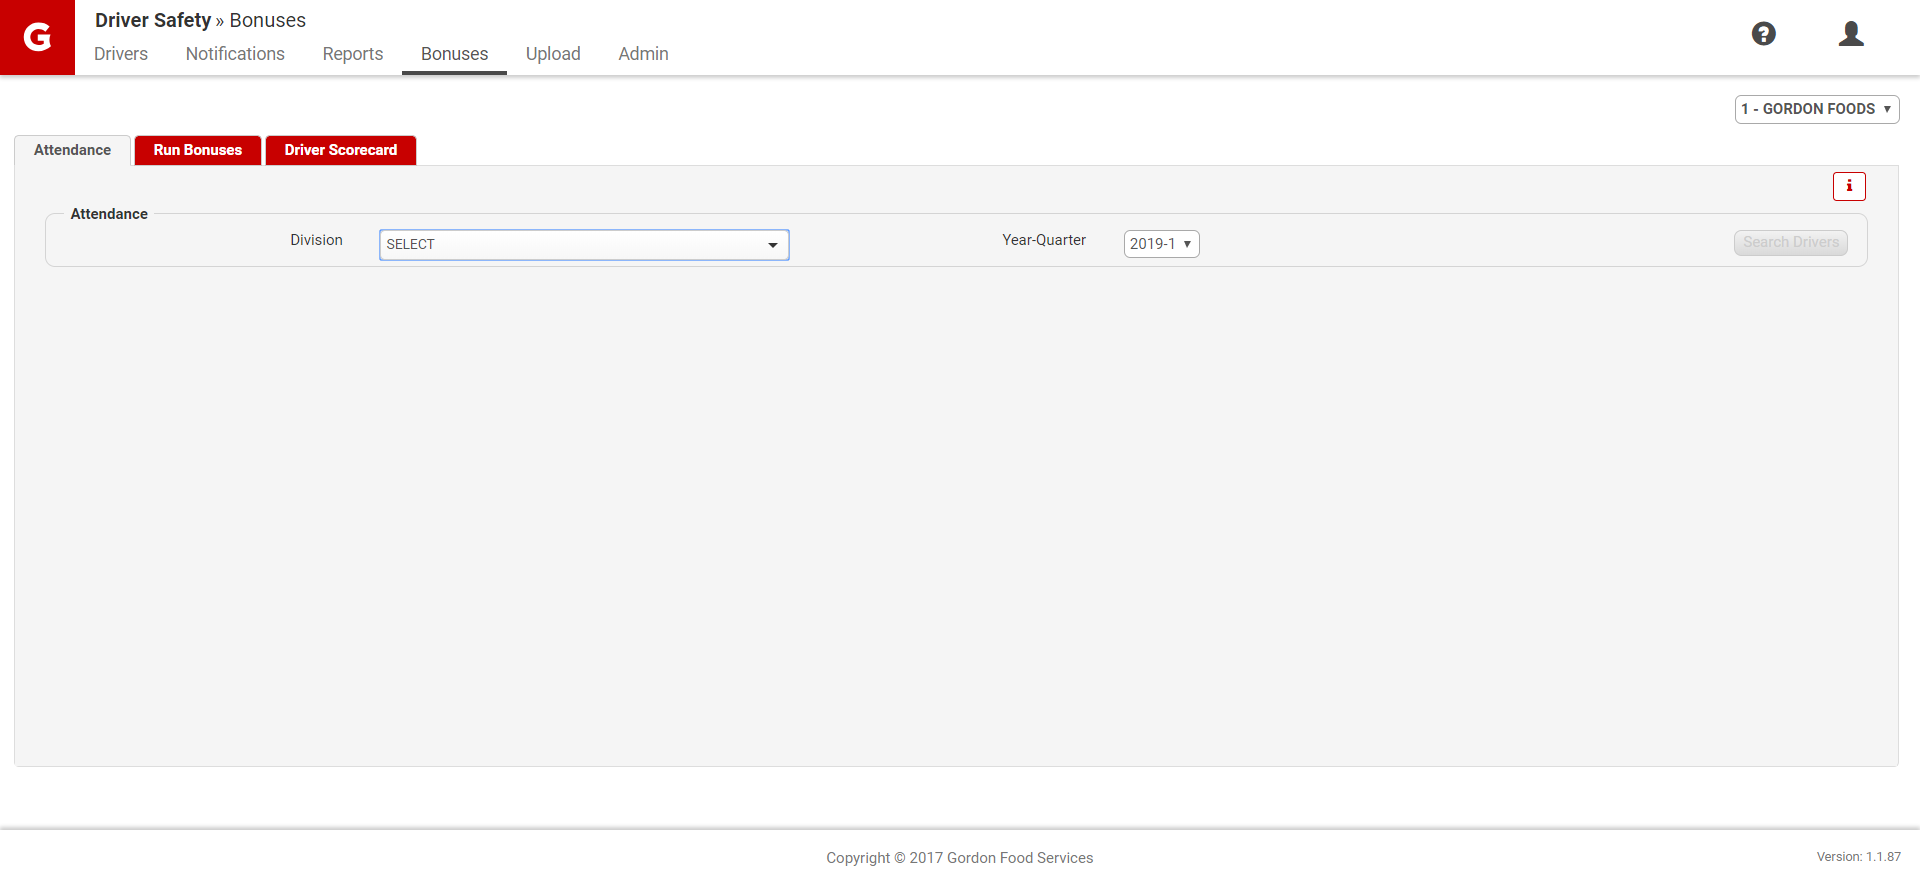 G
Driver Safety » Bonuses
Drivers Notifications Reports Bonuses Upload Admin
?
1 - GORDON FOODS
Attendance Run Bonuses Driver Scorecard
i
Attendance
Division SELECT Year-Quarter 2019-1 Search Drivers
Copyright © 2017 Gordon Food Services
Version: 1.1.87